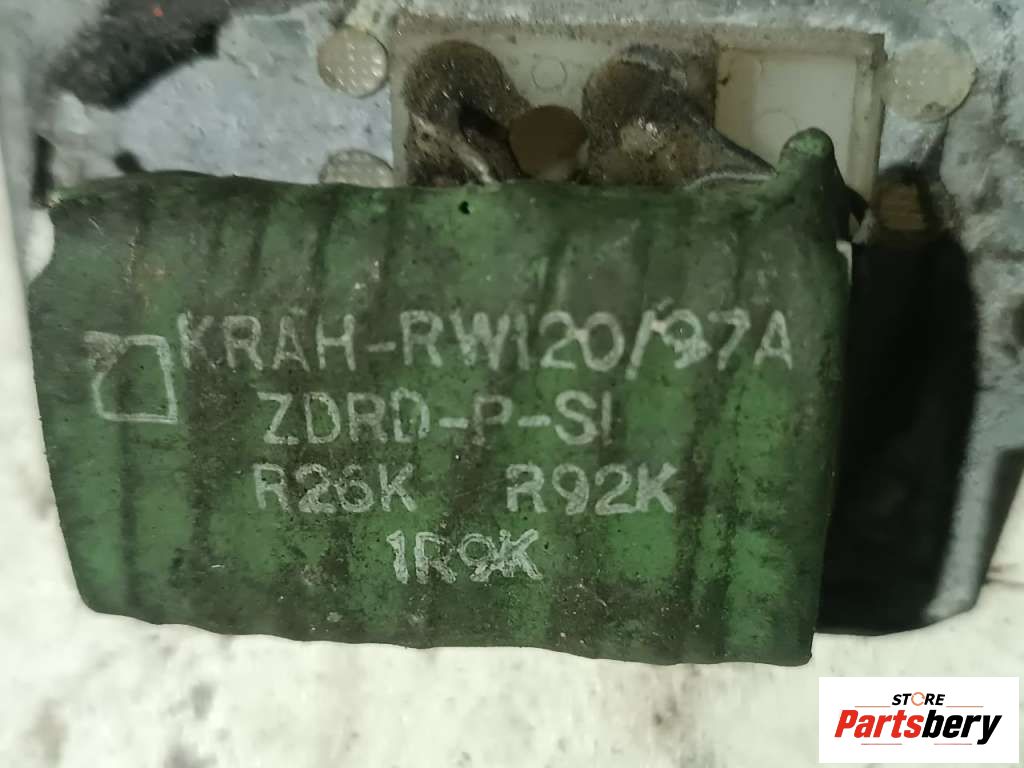 KRAH-RW120/97A
ZDRD-P-SI
R26K R92K
1R9K
STORE
Partsbery